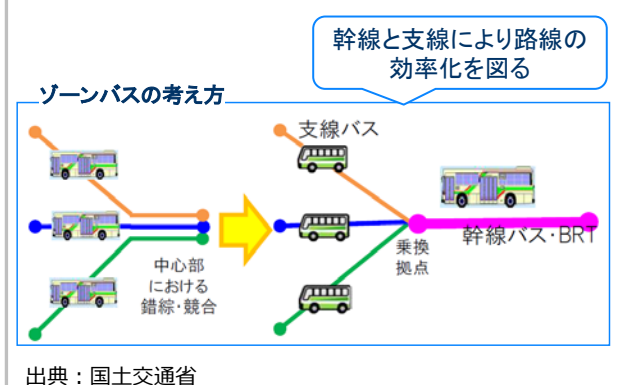 幹線と支線により路線の
効率化を図る
ゾーンバスの考え方
支線バス
幹線バス・BRT
乗換
拠点
中心部
における
錯綜・競合
出典：国土交通省